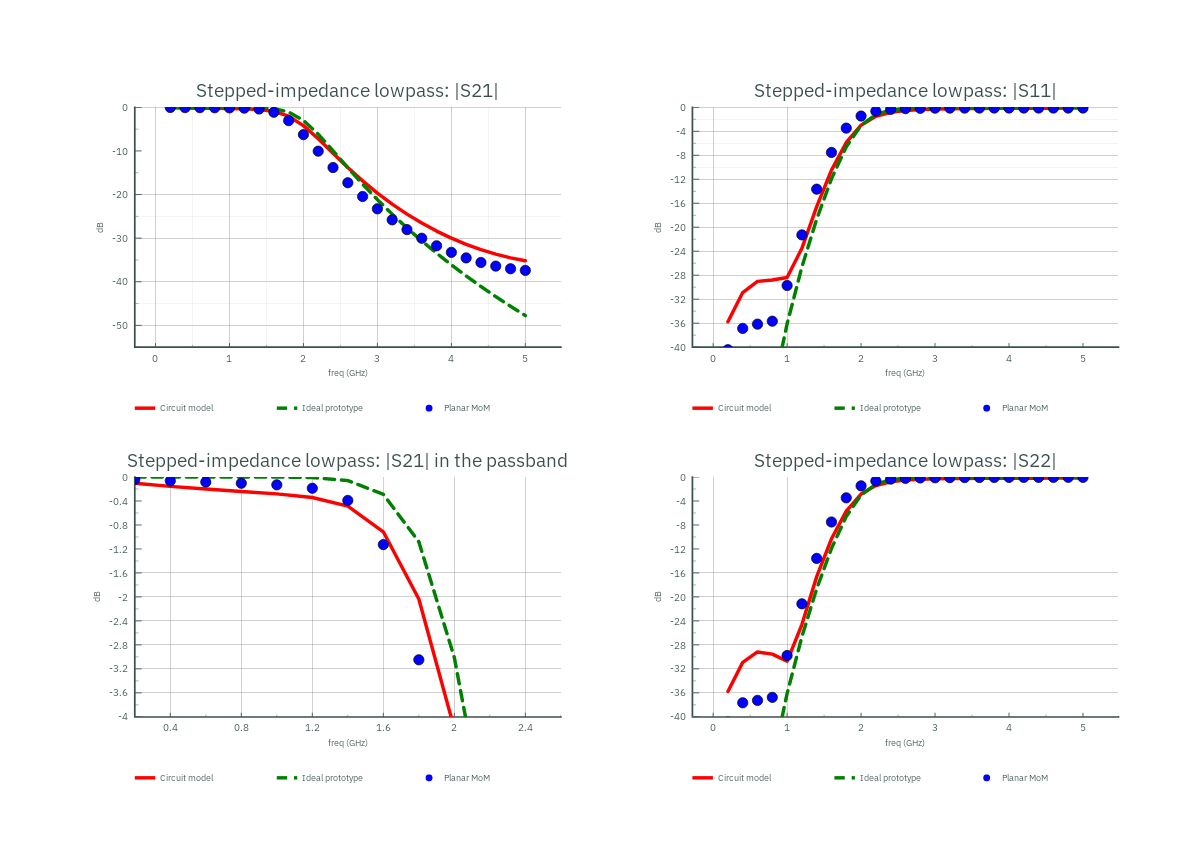 Stepped-impedance lowpass: |S21|
0
-10
-20
-30
-40
-50
dB
0 1 2 3 4 5
freq (GHz)
Circuit model Ideal prototype Planar MoM
Stepped-impedance lowpass: |S11|
0
-4
-8
-12
-16
-20
-24
-28
-32
-36
-40
dB
0 1 2 3 4 5
freq (GHz)
Circuit model Ideal prototype Planar MoM
Stepped-impedance lowpass: |S21| in the passband
0
-0.4
-0.8
-1.2
-1.6
-2
-2.4
-2.8
-3.2
-3.6
-4
dB
0.4 0.8 1.2 1.6 2 2.4
freq (GHz)
Circuit model Ideal prototype Planar MoM
Stepped-impedance lowpass: |S22|
0
-4
-8
-12
-16
-20
-24
-28
-32
-36
-40
dB
0 1 2 3 4 5
freq (GHz)
Circuit model Ideal prototype Planar MoM